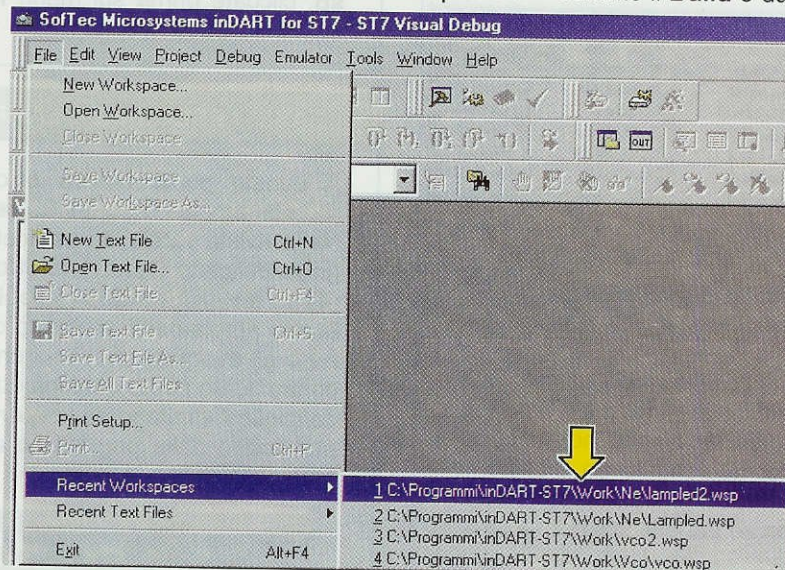 SofTec Microsystems inDART for ST7 - ST7 Visual Debug
File Edit View Project Debug Emulator Tools Window Help
New Workspace...
Open Workspace...
Close Workspace
Save Workspace
Save Workspace As...
New Text File Ctrl+N
Open Text File... Ctrl+O
Close Text File Ctrl+F4
Save Text File Ctrl+S
Save Text File As...
Save All Text Files
Print Setup...
Print... Ctrl+P
Recent Workspaces
1 C:\Programmi\inDART-ST7\Work\Ne\lampled2.wsp
2 C:\Programmi\inDART-ST7\Work\Ne\Lampled.wsp
3 C:\Programmi\inDART-ST7\Work\vco2.wsp
4 C:\Programmi\inDART-ST7\Work\Vco\vco.wsp
Recent Text Files
Exit Alt+F4
OUT